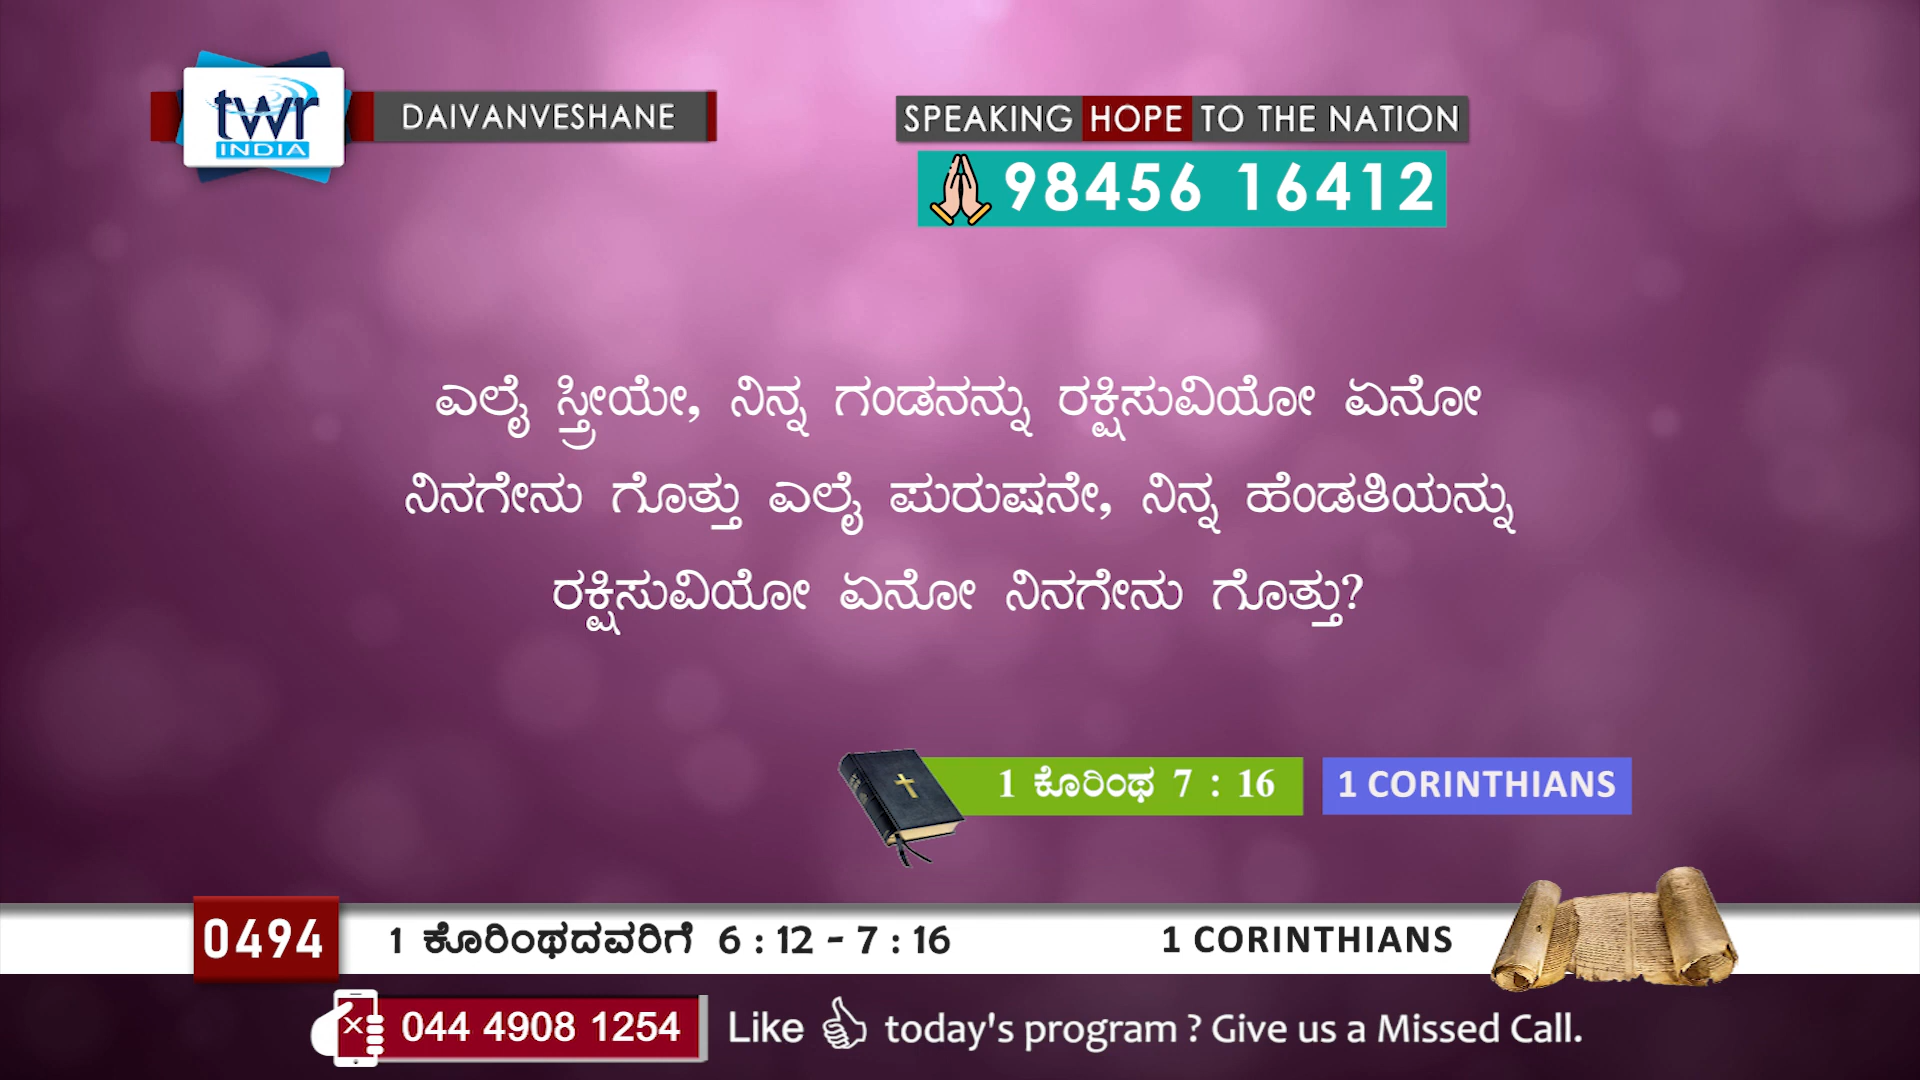 twr
INDIA
DAIVANVESHANE
SPEAKING HOPE TO THE NATION
98456 16412
ಎಲೈ ಸ್ತ್ರೀಯೇ, ನಿನ್ನ ಗಂಡನನ್ನು ರಕ್ಷಿಸುವಿಯೋ ಏನೋ
ನಿನಗೇನು ಗೊತ್ತು ಎಲೈ ಪುರುಷನೇ, ನಿನ್ನ ಹೆಂಡತಿಯನ್ನು
ರಕ್ಷಿಸುವಿಯೋ ಏನೋ ನಿನಗೇನು ಗೊತ್ತು?
1 ಕೊರಿಂಥ 7 : 16
1 CORINTHIANS
0494
1 ಕೊರಿಂಥದವರಿಗೆ 6 : 12 - 7 : 16
1 CORINTHIANS
044 4908 1254
Like today's program ? Give us a Missed Call.